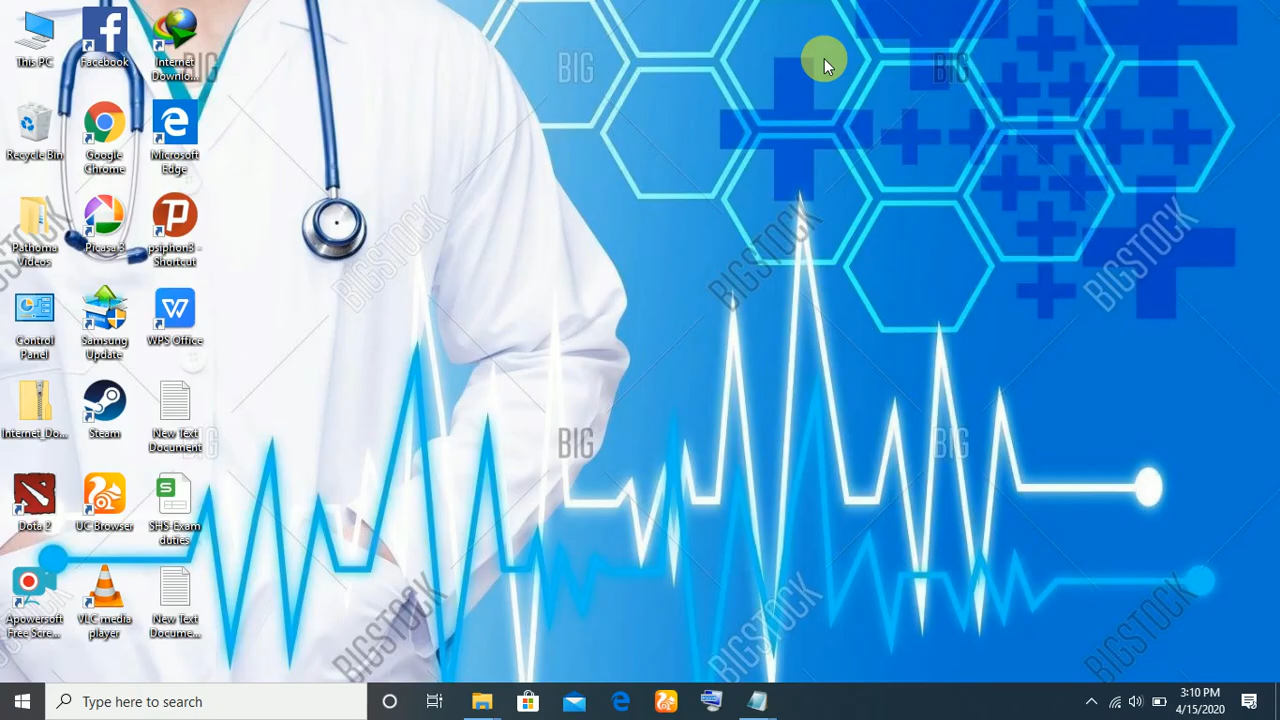 This PC
Facebook
Internet
Downlo...
Recycle Bin
Google
Chrome
Microsoft
Edge
Pathoma
Videos
Picasa 3
psiphon3 -
Shortcut
Control
Panel
Samsung
Update
WPS Office
Internet_Do...
Steam
New Text
Document
Dota 2
UC Browser
SHS-Exam
duties
Apowersoft
Free Scre...
VLC media
player
New Text
Docume...
BIG
BIG
BIG
BIGSTOCK
BIGSTOCK
BIGSTOCK
BIG
BIG
BIG
BIGSTOCK
BIGSTOCK
BIGSTOCK
Type here to search
3:10 PM
4/15/2020